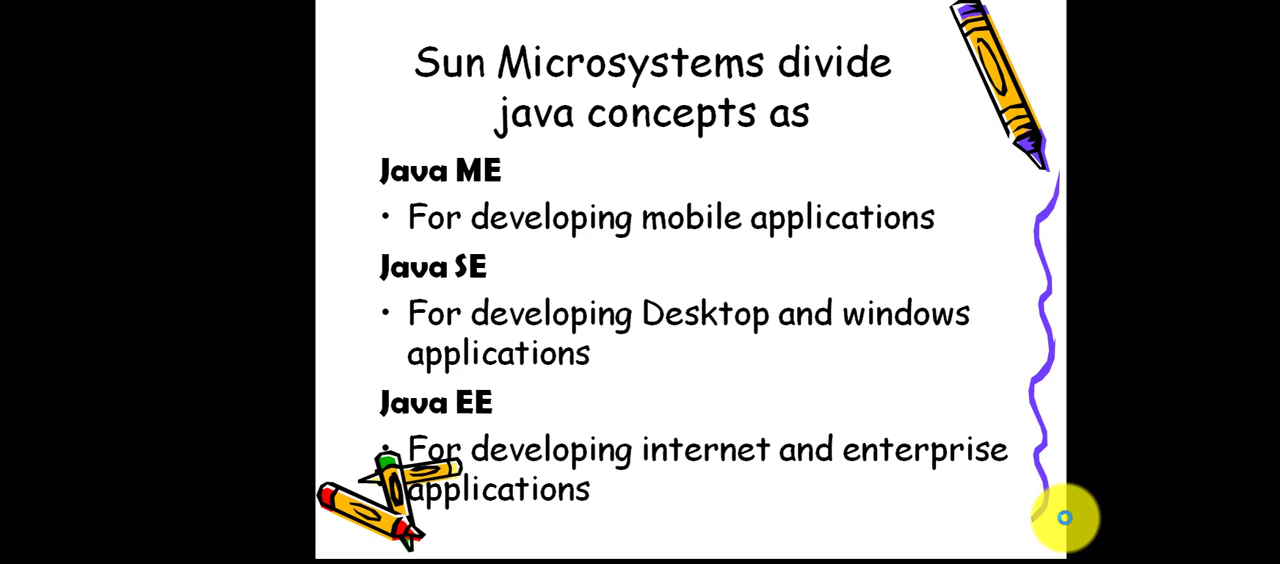 Sun Microsystems divide
java concepts as
Java ME
• For developing mobile applications
Java SE
• For developing Desktop and windows
applications
Java EE
• For developing internet and enterprise
applications